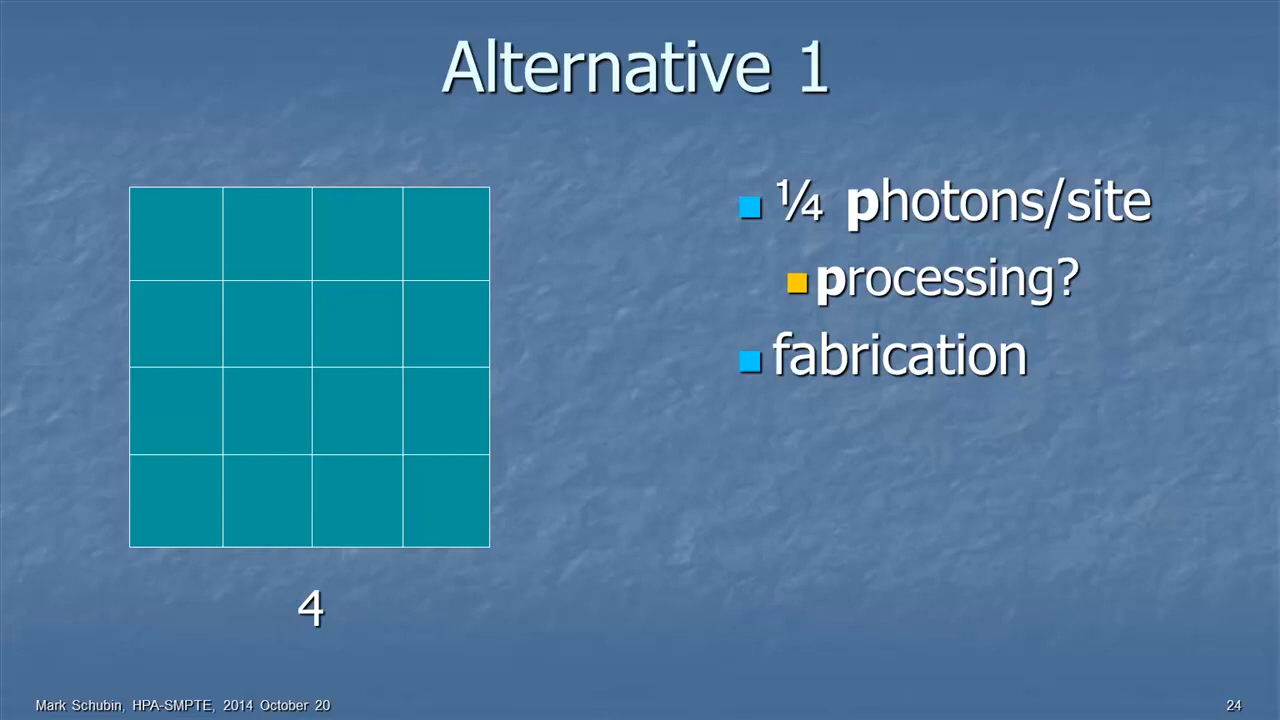 Alternative 1
¼ photons/site
processing?
fabrication
4
Mark Schubin, HPA-SMPTE, 2014 October 20
24